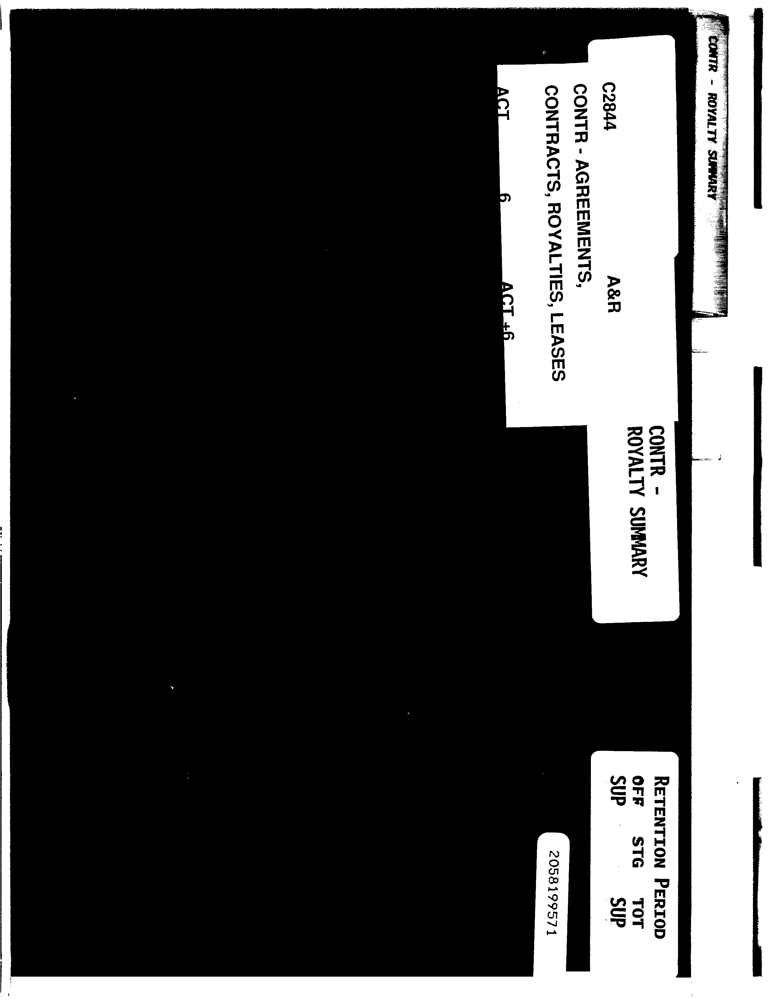 CONTR - ROYALTY SUMMARY
C2844 A&R
CONTR - AGREEMENTS,
CONTRACTS, ROYALTIES, LEASES
ACT 6 ACT +6
CONTR -
ROYALTY SUMMARY
RETENTION PERIOD
OFF STG TOT
SUP SUP
2058199571